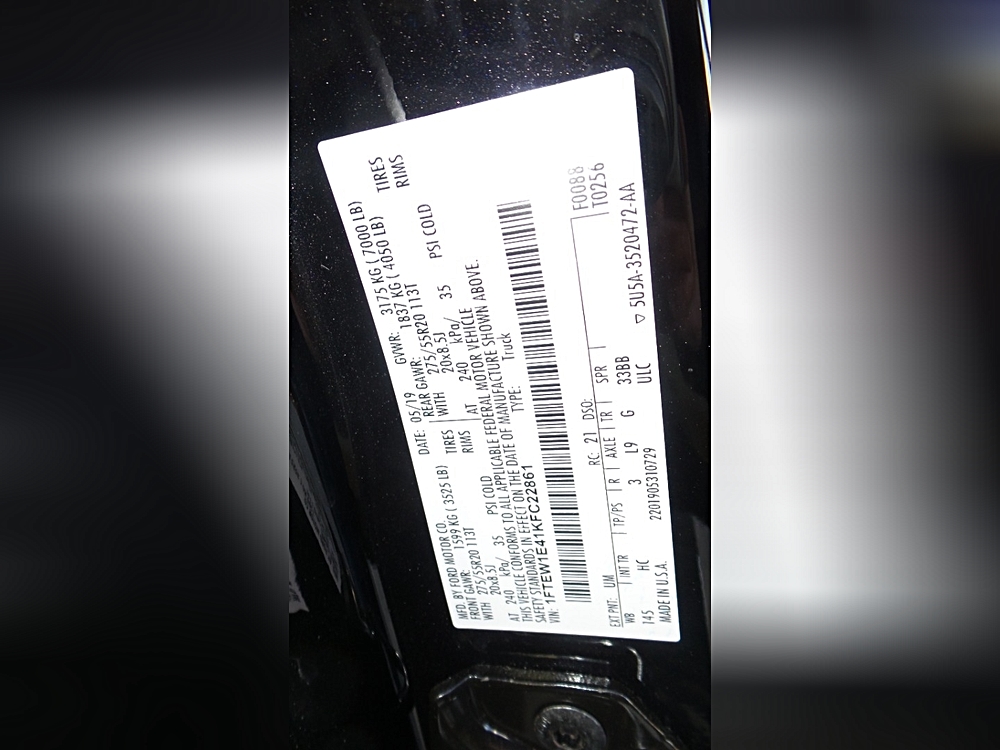 MFD. BY FORD MOTOR CO.
DATE: 05/19 GVWR: 3175 KG ( 7000 LB)
FRONT GAWR: 1599 KG ( 3525 LB) REAR GAWR: 1837 KG ( 4050 LB)
WITH 275/55R20 113T TIRES WITH 275/55R20 113T TIRES
20x8.5J RIMS 20x8.5J RIMS
AT 240 kPa/ 35 PSI COLD AT 240 kPa/ 35 PSI COLD
THIS VEHICLE CONFORMS TO ALL APPLICABLE FEDERAL MOTOR VEHICLE
SAFETY STANDARDS IN EFFECT ON THE DATE OF MANUFACTURE SHOWN ABOVE.
VIN: 1FTEW1E41KFC22861 TYPE: Truck
F0088
EXT PNT: UM RC: 21 DSO: T0256
WB INT TR TP/PS R AXLE TR SPR
145 HC 3 L9 G 33BB
MADE IN U.S.A. 2201905310729 ULC ▽ 5U5A-3520472-AA